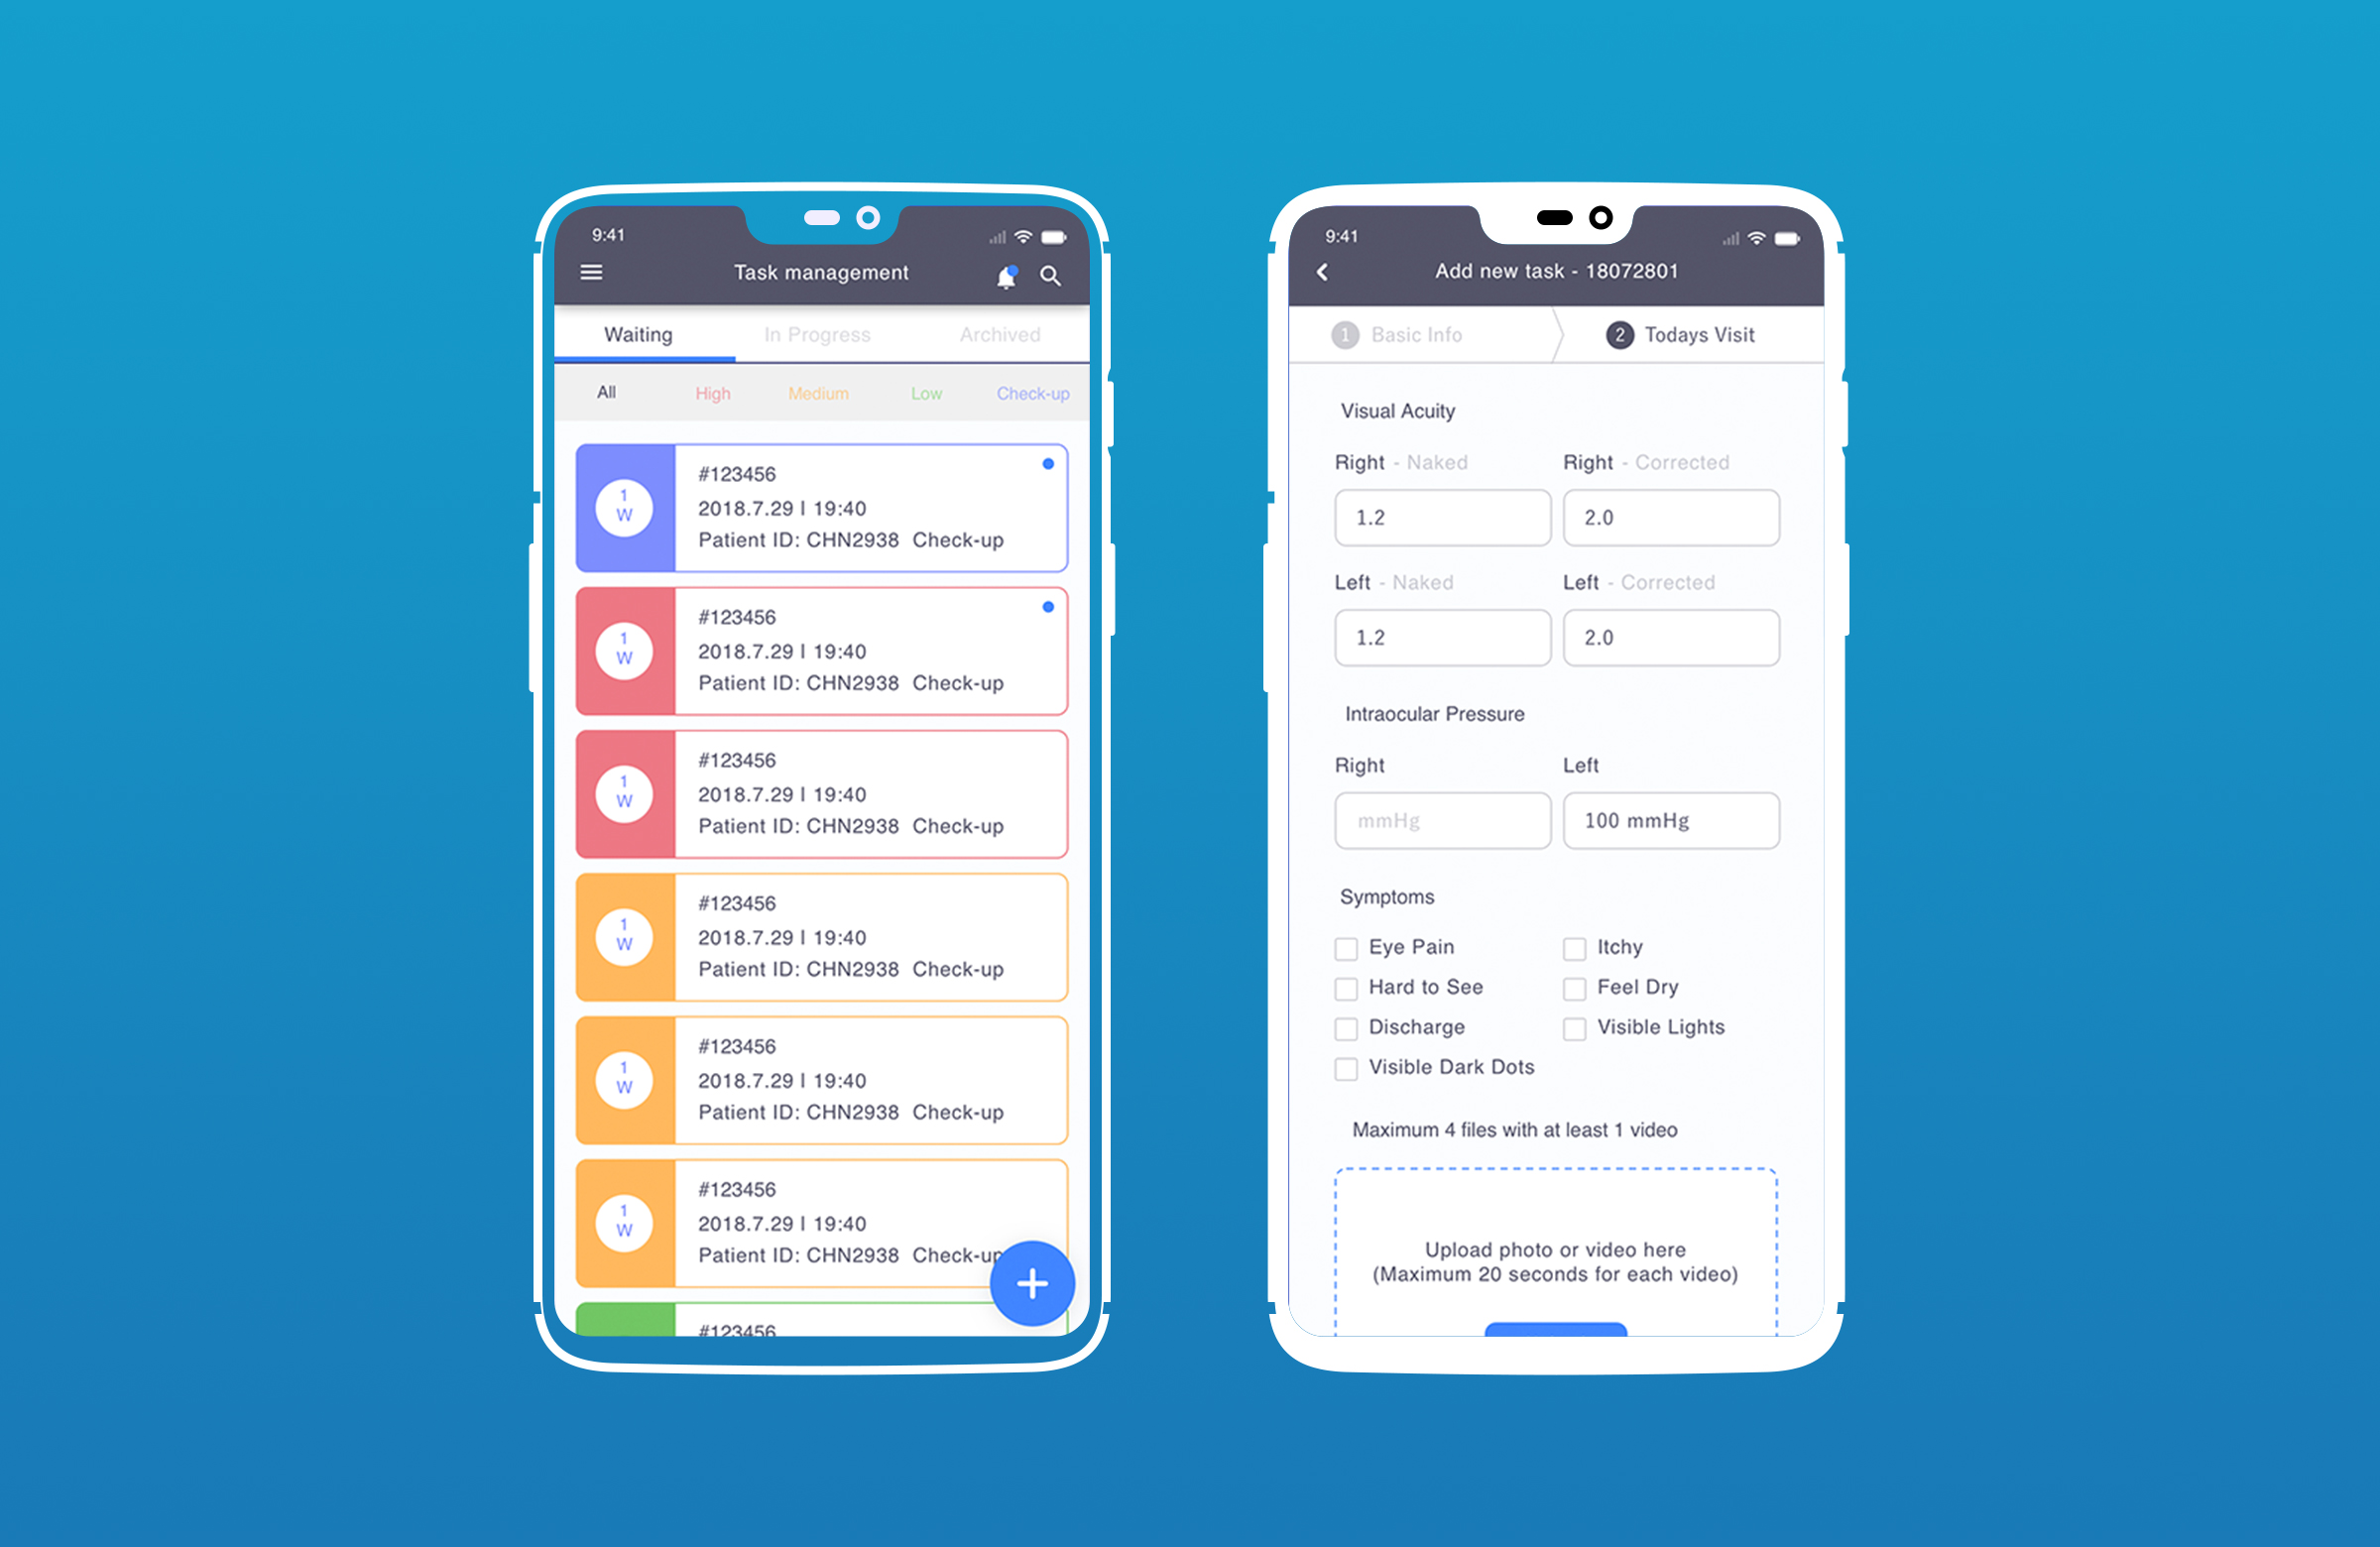 9:41
Task management
Waiting In Progress Archived
All High Medium Low Check-up
1
W
#123456
2018.7.29 | 19:40
Patient ID: CHN2938 Check-up
1
W
#123456
2018.7.29 | 19:40
Patient ID: CHN2938 Check-up
1
W
#123456
2018.7.29 | 19:40
Patient ID: CHN2938 Check-up
1
W
#123456
2018.7.29 | 19:40
Patient ID: CHN2938 Check-up
1
W
#123456
2018.7.29 | 19:40
Patient ID: CHN2938 Check-up
1
W
#123456
2018.7.29 | 19:40
Patient ID: CHN2938 Check-up
#123456
9:41
Add new task - 18072801
1 Basic Info 2 Todays Visit
Visual Acuity
Right - Naked Right - Corrected
1.2 2.0
Left - Naked Left - Corrected
1.2 2.0
Intraocular Pressure
Right Left
mmHg 100 mmHg
Symptoms
Eye Pain Itchy
Hard to See Feel Dry
Discharge Visible Lights
Visible Dark Dots
Maximum 4 files with at least 1 video
Upload photo or video here
(Maximum 20 seconds for each video)